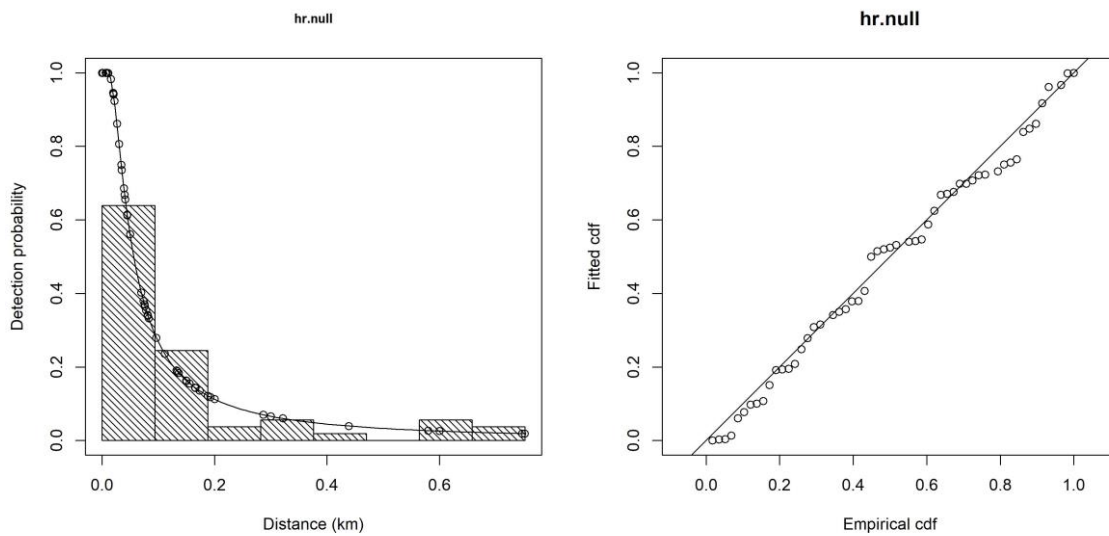 hr.null
1.0
0.8
0.6
0.4
0.2
0.0
Detection probability
0.0 0.2 0.4 0.6
Distance (km)
hr.null
1.0
0.8
0.6
0.4
0.2
0.0
Fitted cdf
0.0 0.2 0.4 0.6 0.8 1.0
Empirical cdf